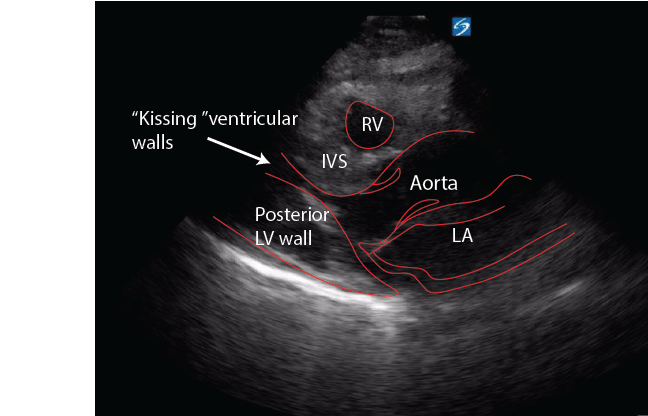 RV
“Kissing ”ventricular
walls
IVS
Aorta
Posterior
LV wall
LA